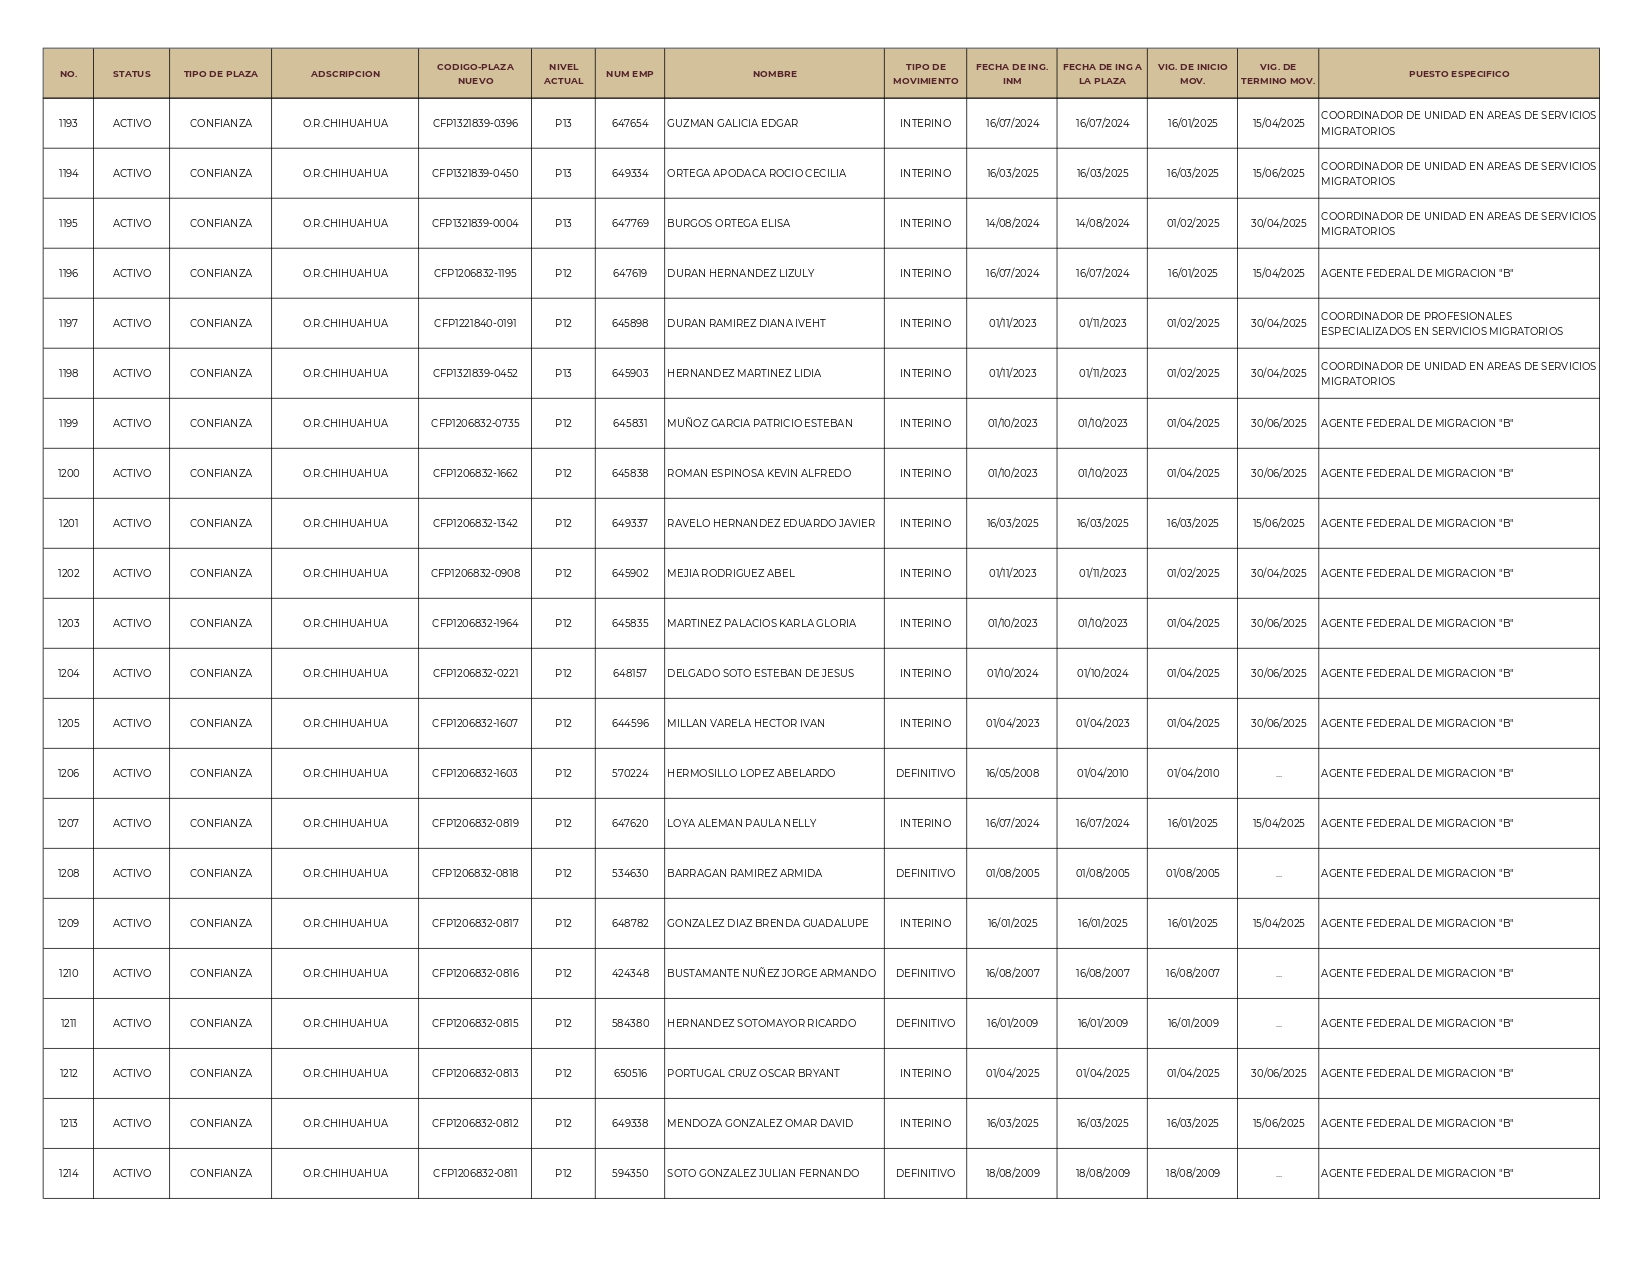 NO. STATUS TIPO DE PLAZA ADSCRIPCION CODIGO-PLAZA NUEVO NIVEL ACTUAL NUM EMP NOMBRE TIPO DE MOVIMIENTO FECHA DE ING. INM FECHA DE ING A LA PLAZA VIG. DE INICIO MOV. VIG. DE TERMINO MOV. PUESTO ESPECIFICO
1193 ACTIVO CONFIANZA O.R.CHIHUAHUA CFP1321839-0396 P13 647654 GUZMAN GALICIA EDGAR INTERINO 16/07/2024 16/07/2024 16/01/2025 15/04/2025 COORDINADOR DE UNIDAD EN AREAS DE SERVICIOS MIGRATORIOS
1194 ACTIVO CONFIANZA O.R.CHIHUAHUA CFP1321839-0450 P13 649334 ORTEGA APODACA ROCIO CECILIA INTERINO 16/03/2025 16/03/2025 16/03/2025 15/06/2025 COORDINADOR DE UNIDAD EN AREAS DE SERVICIOS MIGRATORIOS
1195 ACTIVO CONFIANZA O.R.CHIHUAHUA CFP1321839-0004 P13 647769 BURGOS ORTEGA ELISA INTERINO 14/08/2024 14/08/2024 01/02/2025 30/04/2025 COORDINADOR DE UNIDAD EN AREAS DE SERVICIOS MIGRATORIOS
1196 ACTIVO CONFIANZA O.R.CHIHUAHUA CFP1206832-1195 P12 647619 DURAN HERNANDEZ LIZULY INTERINO 16/07/2024 16/07/2024 16/01/2025 15/04/2025 AGENTE FEDERAL DE MIGRACION "B"
1197 ACTIVO CONFIANZA O.R.CHIHUAHUA CFP1221840-0191 P12 645898 DURAN RAMIREZ DIANA IVEHT INTERINO 01/11/2023 01/11/2023 01/02/2025 30/04/2025 COORDINADOR DE PROFESIONALES ESPECIALIZADOS EN SERVICIOS MIGRATORIOS
1198 ACTIVO CONFIANZA O.R.CHIHUAHUA CFP1321839-0452 P13 645903 HERNANDEZ MARTINEZ LIDIA INTERINO 01/11/2023 01/11/2023 01/02/2025 30/04/2025 COORDINADOR DE UNIDAD EN AREAS DE SERVICIOS MIGRATORIOS
1199 ACTIVO CONFIANZA O.R.CHIHUAHUA CFP1206832-0735 P12 645831 MUÑOZ GARCIA PATRICIO ESTEBAN INTERINO 01/10/2023 01/10/2023 01/04/2025 30/06/2025 AGENTE FEDERAL DE MIGRACION "B"
1200 ACTIVO CONFIANZA O.R.CHIHUAHUA CFP1206832-1662 P12 645838 ROMAN ESPINOSA KEVIN ALFREDO INTERINO 01/10/2023 01/10/2023 01/04/2025 30/06/2025 AGENTE FEDERAL DE MIGRACION "B"
1201 ACTIVO CONFIANZA O.R.CHIHUAHUA CFP1206832-1342 P12 649337 RAVELO HERNANDEZ EDUARDO JAVIER INTERINO 16/03/2025 16/03/2025 16/03/2025 15/06/2025 AGENTE FEDERAL DE MIGRACION "B"
1202 ACTIVO CONFIANZA O.R.CHIHUAHUA CFP1206832-0908 P12 645902 MEJIA RODRIGUEZ ABEL INTERINO 01/11/2023 01/11/2023 01/02/2025 30/04/2025 AGENTE FEDERAL DE MIGRACION "B"
1203 ACTIVO CONFIANZA O.R.CHIHUAHUA CFP1206832-1964 P12 645835 MARTINEZ PALACIOS KARLA GLORIA INTERINO 01/10/2023 01/10/2023 01/04/2025 30/06/2025 AGENTE FEDERAL DE MIGRACION "B"
1204 ACTIVO CONFIANZA O.R.CHIHUAHUA CFP1206832-0221 P12 648157 DELGADO SOTO ESTEBAN DE JESUS INTERINO 01/10/2024 01/10/2024 01/04/2025 30/06/2025 AGENTE FEDERAL DE MIGRACION "B"
1205 ACTIVO CONFIANZA O.R.CHIHUAHUA CFP1206832-1607 P12 644596 MILLAN VARELA HECTOR IVAN INTERINO 01/04/2023 01/04/2023 01/04/2025 30/06/2025 AGENTE FEDERAL DE MIGRACION "B"
1206 ACTIVO CONFIANZA O.R.CHIHUAHUA CFP1206832-1603 P12 570224 HERMOSILLO LOPEZ ABELARDO DEFINITIVO 16/05/2008 01/04/2010 01/04/2010 ... AGENTE FEDERAL DE MIGRACION "B"
1207 ACTIVO CONFIANZA O.R.CHIHUAHUA CFP1206832-0819 P12 647620 LOYA ALEMAN PAULA NELLY INTERINO 16/07/2024 16/07/2024 16/01/2025 15/04/2025 AGENTE FEDERAL DE MIGRACION "B"
1208 ACTIVO CONFIANZA O.R.CHIHUAHUA CFP1206832-0818 P12 534630 BARRAGAN RAMIREZ ARMIDA DEFINITIVO 01/08/2005 01/08/2005 01/08/2005 ... AGENTE FEDERAL DE MIGRACION "B"
1209 ACTIVO CONFIANZA O.R.CHIHUAHUA CFP1206832-0817 P12 648782 GONZALEZ DIAZ BRENDA GUADALUPE INTERINO 16/01/2025 16/01/2025 16/01/2025 15/04/2025 AGENTE FEDERAL DE MIGRACION "B"
1210 ACTIVO CONFIANZA O.R.CHIHUAHUA CFP1206832-0816 P12 424348 BUSTAMANTE NUÑEZ JORGE ARMANDO DEFINITIVO 16/08/2007 16/08/2007 16/08/2007 ... AGENTE FEDERAL DE MIGRACION "B"
1211 ACTIVO CONFIANZA O.R.CHIHUAHUA CFP1206832-0815 P12 584380 HERNANDEZ SOTOMAYOR RICARDO DEFINITIVO 16/01/2009 16/01/2009 16/01/2009 ... AGENTE FEDERAL DE MIGRACION "B"
1212 ACTIVO CONFIANZA O.R.CHIHUAHUA CFP1206832-0813 P12 650516 PORTUGAL CRUZ OSCAR BRYANT INTERINO 01/04/2025 01/04/2025 01/04/2025 30/06/2025 AGENTE FEDERAL DE MIGRACION "B"
1213 ACTIVO CONFIANZA O.R.CHIHUAHUA CFP1206832-0812 P12 649338 MENDOZA GONZALEZ OMAR DAVID INTERINO 16/03/2025 16/03/2025 16/03/2025 15/06/2025 AGENTE FEDERAL DE MIGRACION "B"
1214 ACTIVO CONFIANZA O.R.CHIHUAHUA CFP1206832-0811 P12 594350 SOTO GONZALEZ JULIAN FERNANDO DEFINITIVO 18/08/2009 18/08/2009 18/08/2009 ... AGENTE FEDERAL DE MIGRACION "B"